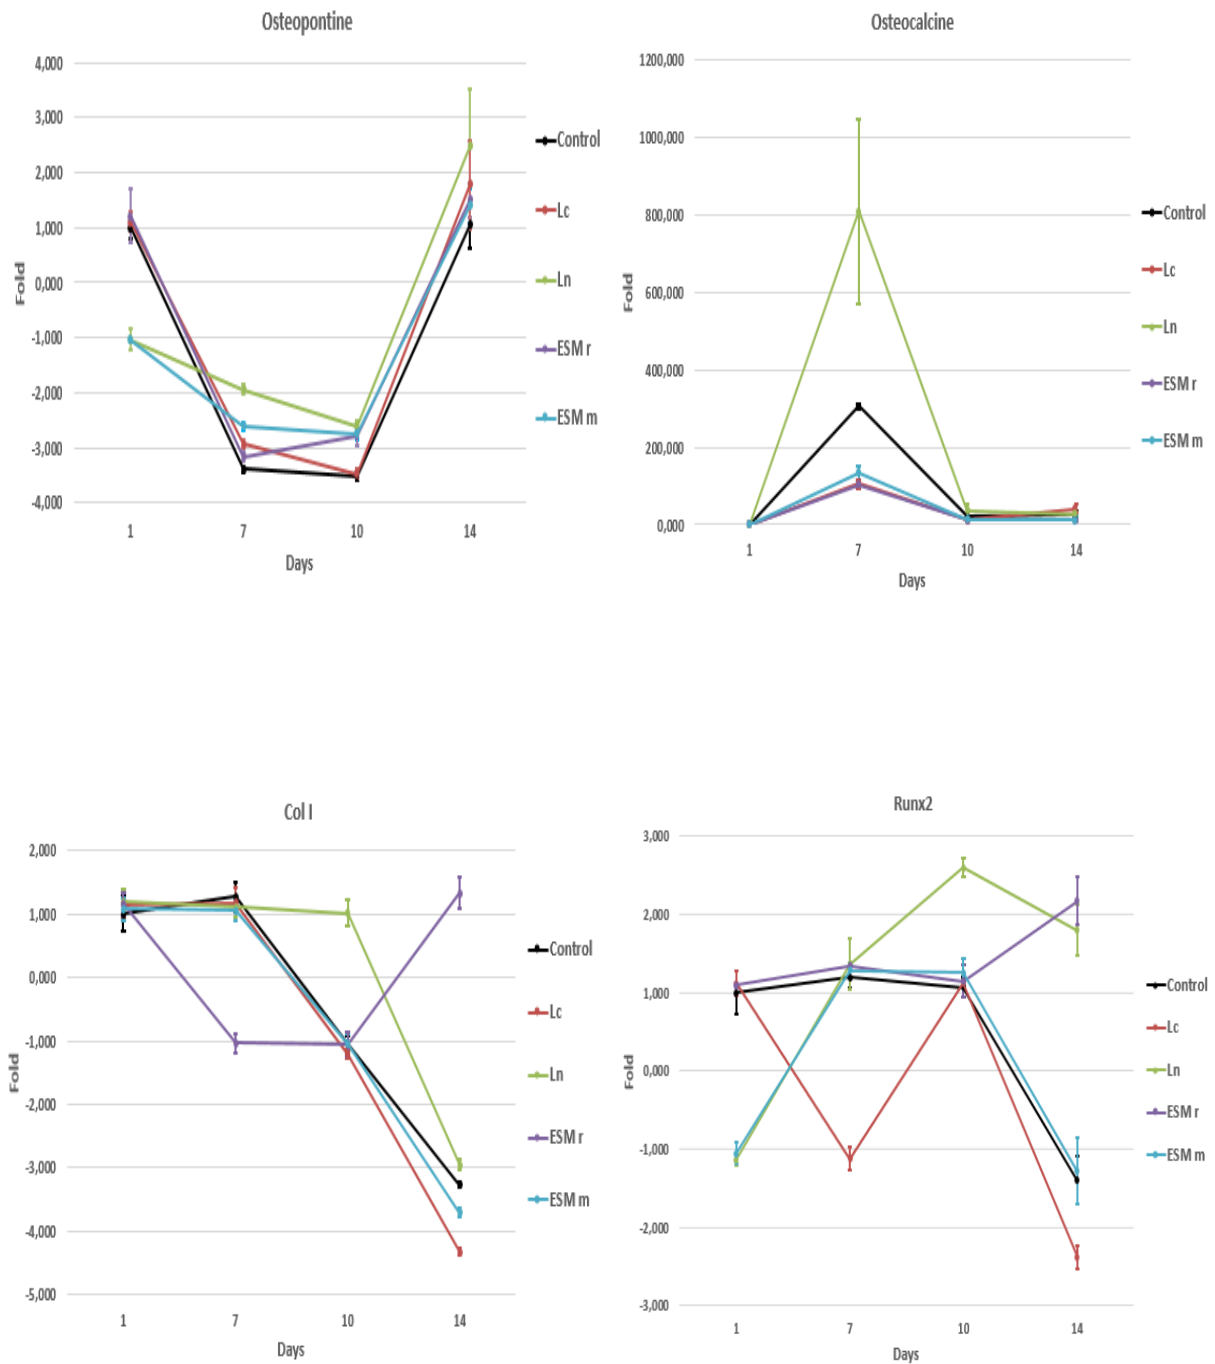 Osteopontine
4,000
3,000
2,000
1,000
0,000
-1,000
-2,000
-3,000
-4,000
Fold
1 7 10 14
Days
Control
Lc
Ln
ESM r
ESM m
Osteocalcine
1200,000
1000,000
800,000
600,000
400,000
200,000
0,000
Fold
1 7 10 14
Days
Control
Lc
Ln
ESM r
ESM m
Col I
2,000
1,000
0,000
-1,000
-2,000
-3,000
-4,000
-5,000
Fold
1 7 10 14
Days
Control
Lc
Ln
ESM r
ESM m
Runx2
3,000
2,000
1,000
0,000
-1,000
-2,000
-3,000
Fold
1 7 10 14
Days
Control
Lc
Ln
ESM r
ESM m